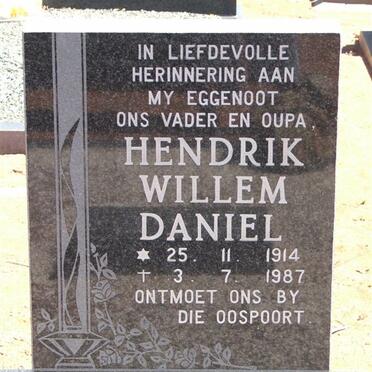 IN LIEFDEVOLLE
HERINNERING AAN
MY EGGENOOT
ONS VADER EN OUPA
HENDRIK
WILLEM
DANIEL
✡ 25. 11. 1914
† 3. 7. 1987
ONTMOET ONS BY
DIE OOSPOORT.